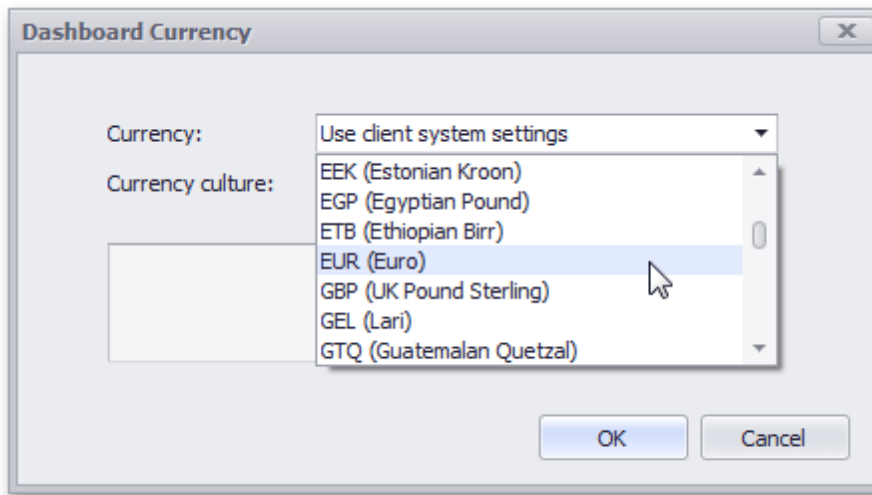 Dashboard Currency
Currency:
Use client system settings
Currency culture:
EEK (Estonian Kroon)
EGP (Egyptian Pound)
ETB (Ethiopian Birr)
EUR (Euro)
GBP (UK Pound Sterling)
GEL (Lari)
GTQ (Guatemalan Quetzal)
OK
Cancel